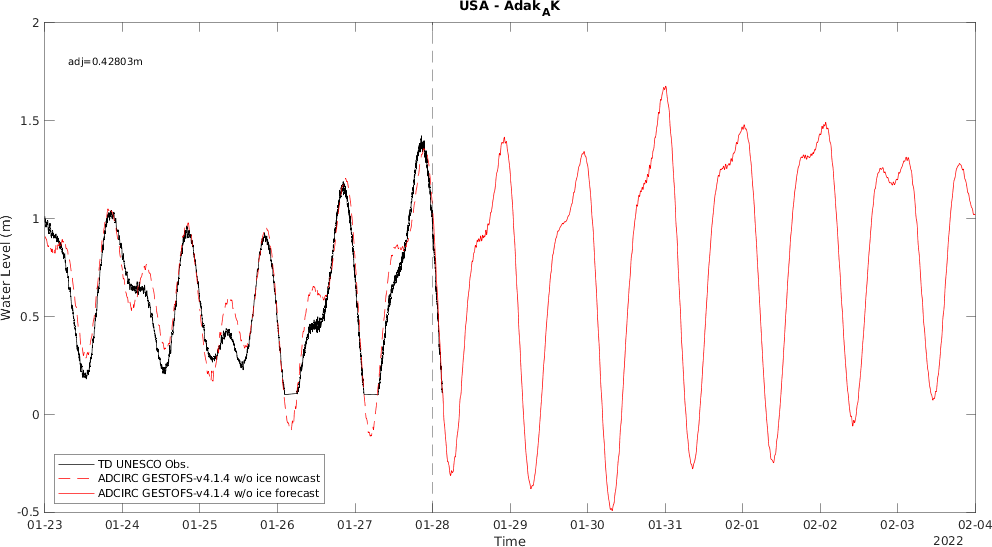 USA - Adak_AK
2
adj=0.42803m
1.5
1
Water Level (m)
0.5
0
TD UNESCO Obs.
ADCIRC GESTOFS-v4.1.4 w/o ice nowcast
ADCIRC GESTOFS-v4.1.4 w/o ice forecast
-0.5
01-23 01-24 01-25 01-26 01-27 01-28 01-29 01-30 01-31 02-01 02-02 02-03 02-04
Time
2022